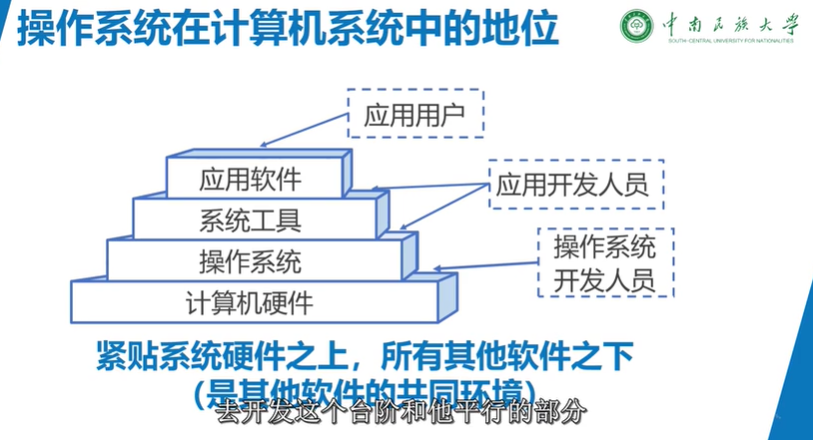 操作系统在计算机系统中的地位
中南民族大学
SOUTH-CENTRAL UNIVERSITY FOR NATIONALITIES
应用用户
应用软件
应用开发人员
系统工具
操作系统
操作系统
开发人员
计算机硬件
紧贴系统硬件之上，所有其他软件之下
（是其他软件的共同环境）
去开发这个台阶和他平行的部分